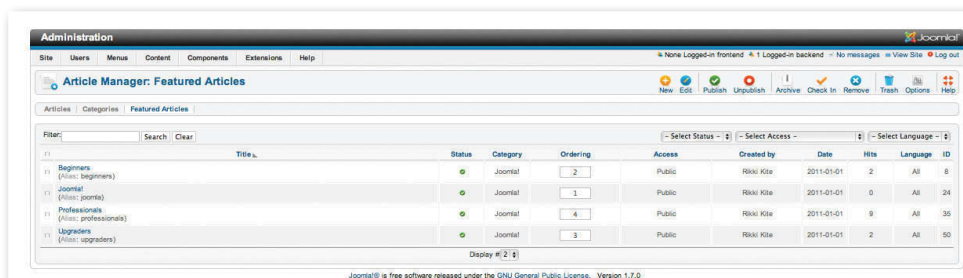 Administration Joomla!
Site Users Menus Content Components Extensions Help None Logged-in frontend 1 Logged-in backend No messages View Site Log out
Article Manager: Featured Articles New Edit Publish Unpublish Archive Check In Remove Trash Options Help
Articles Categories Featured Articles
Filter: Search Clear - Select Status - - Select Access - - Select Language -
Title Status Category Ordering Access Created by Date Hits Language ID
Beginners
(Alias: beginners) Joomla! 2 Public Rikki Kite 2011-01-01 2 All 8
Joomla!
(Alias: joomla) Joomla! 1 Public Rikki Kite 2011-01-01 0 All 24
Professionals
(Alias: professionals) Joomla! 4 Public Rikki Kite 2011-01-01 9 All 35
Upgraders
(Alias: upgraders) Joomla! 3 Public Rikki Kite 2011-01-01 2 All 50
Display # 2
Joomla!® is free software released under the GNU General Public License. Version 1.7.0